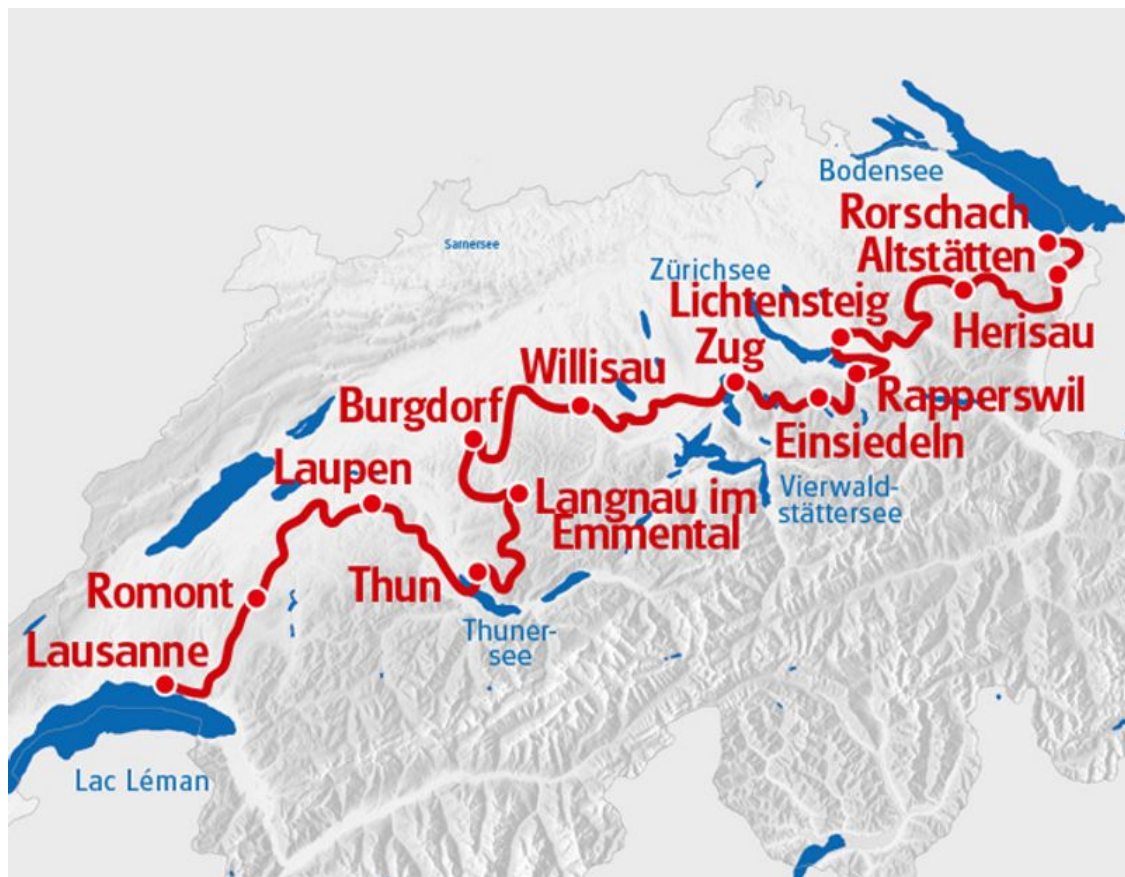 Bodensee
Rorschach
Altstätten
Sarnersee
Zürichsee
Lichtensteig
Herisau
Zug
Willisau
Rapperswil
Burgdorf
Einsiedeln
Laupen
Langnau im
Emmental
Vierwald-
stättersee
Thun
Romont
Thuner-
see
Lausanne
Lac Léman